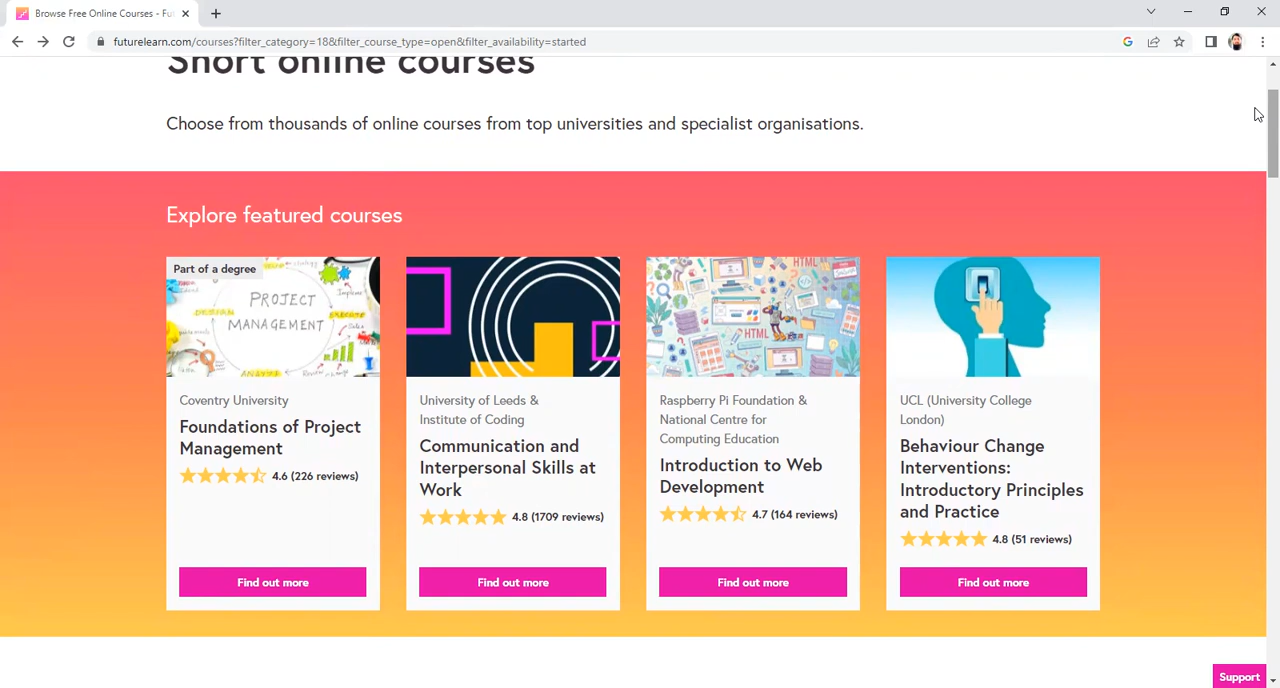 Browse Free Online Courses - Fu
futurelearn.com/courses?filter_category=18&filter_course_type=open&filter_availability=started
Short online courses
Choose from thousands of online courses from top universities and specialist organisations.
Explore featured courses
Part of a degree
PROJECT
MANAGEMENT
Coventry University
Foundations of Project
Management
4.6 (226 reviews)
Find out more
University of Leeds &
Institute of Coding
Communication and
Interpersonal Skills at
Work
4.8 (1709 reviews)
Find out more
HTML
HTML
Raspberry Pi Foundation &
National Centre for
Computing Education
Introduction to Web
Development
4.7 (164 reviews)
Find out more
UCL (University College
London)
Behaviour Change
Interventions:
Introductory Principles
and Practice
4.8 (51 reviews)
Find out more
Support